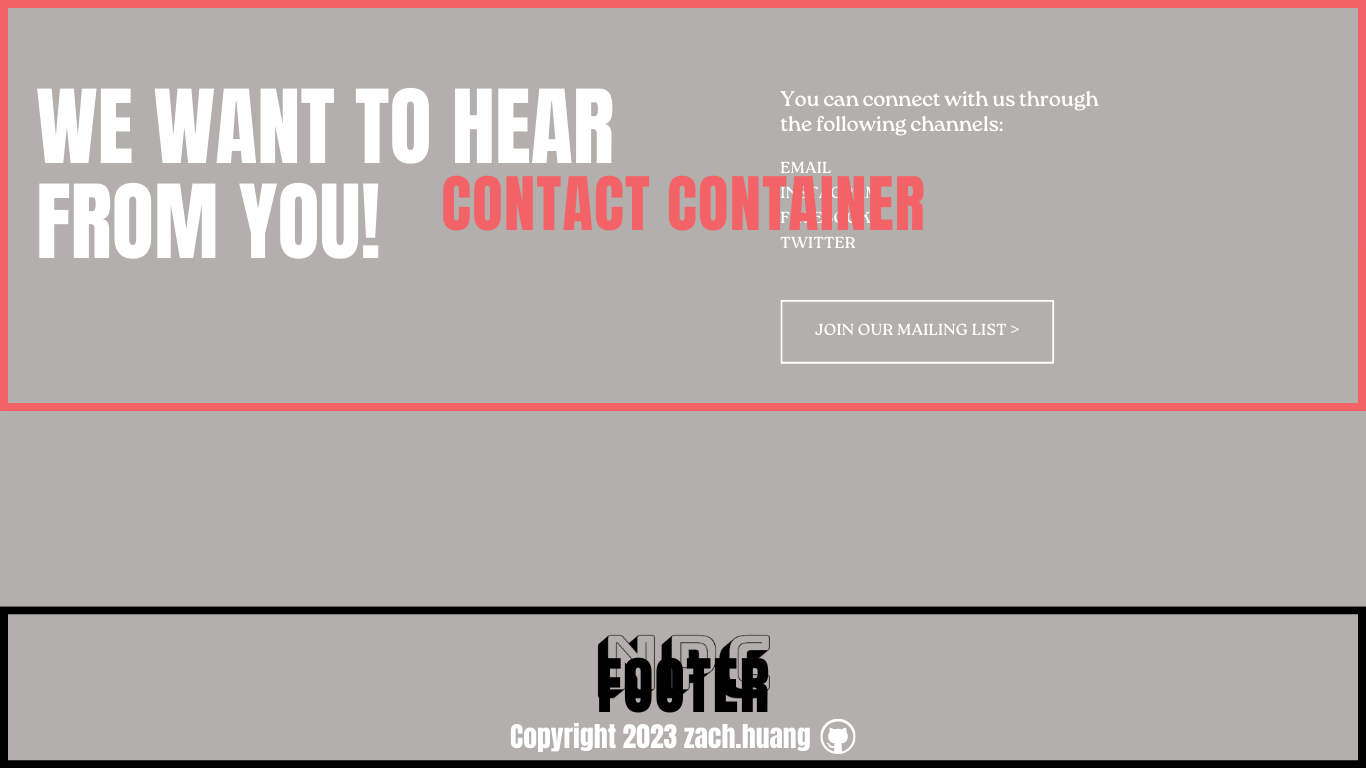 WE WANT TO HEAR
FROM YOU!
CONTACT CONTAINER
You can connect with us through
the following channels:
EMAIL
INSTAGRAM
FACEBOOK
TWITTER
JOIN OUR MAILING LIST >
FOOTER
Copyright 2023 zach.huang